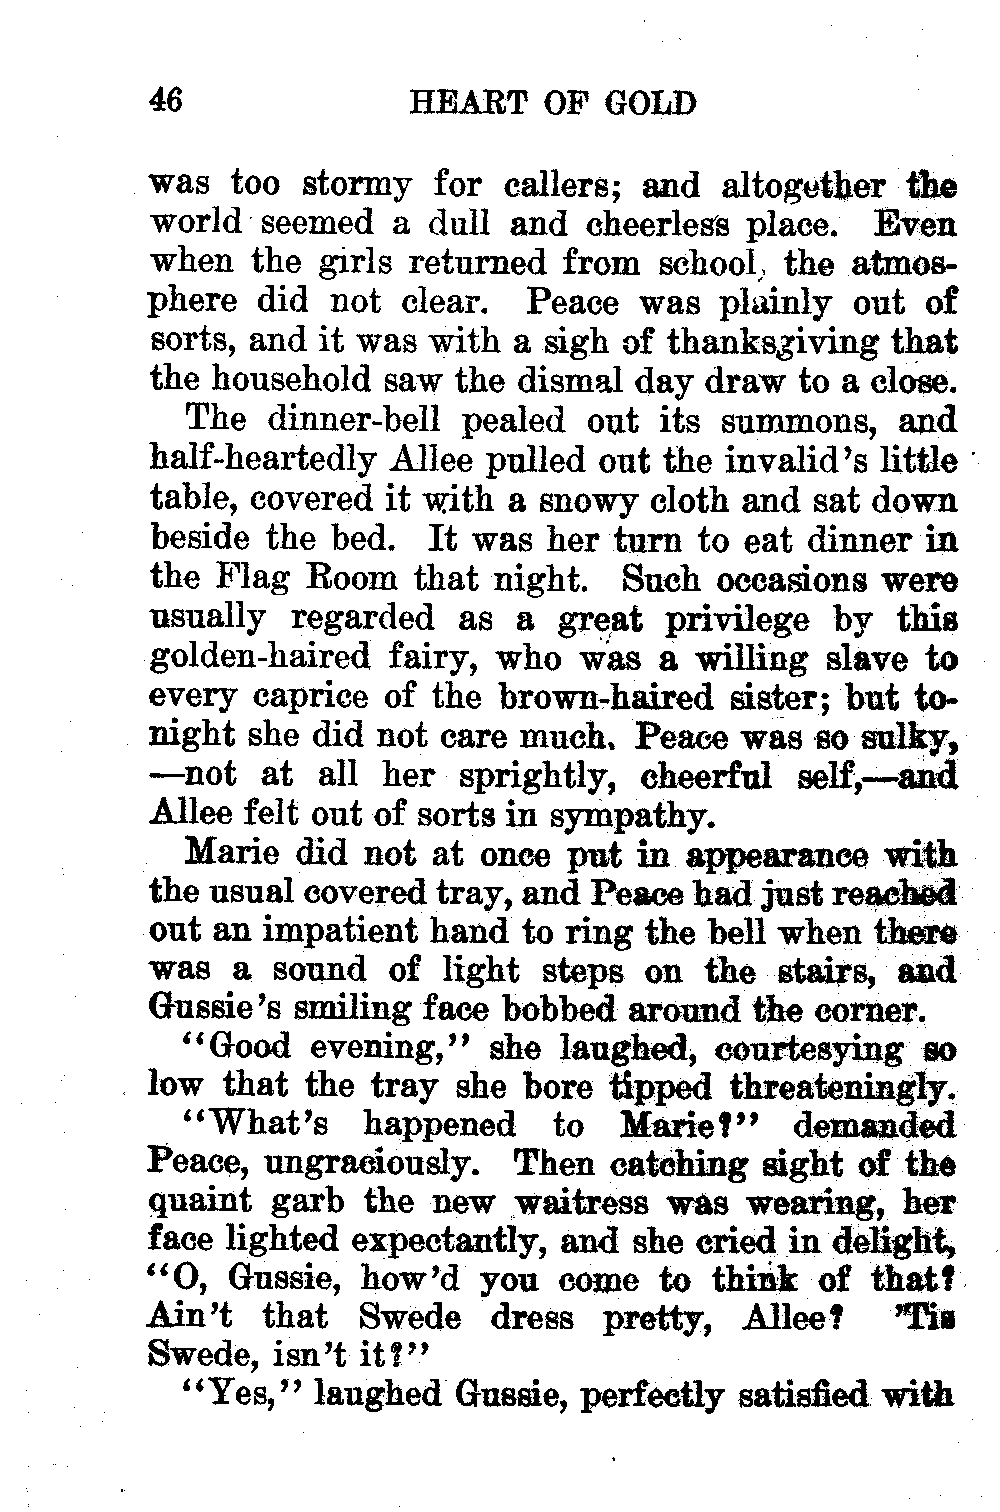 46 HEART OF GOLD
was too stormy for callers; and altogether the
world seemed a dull and cheerless place. Even
when the girls returned from school, the atmos-
phere did not clear. Peace was plainly out of
sorts, and it was with a sigh of thanksgiving that
the household saw the dismal day draw to a close.
The dinner-bell pealed out its summons, and
half-heartedly Allee pulled out the invalid's little
table, covered it with a snowy cloth and sat down
beside the bed. It was her turn to eat dinner in
the Flag Room that night. Such occasions were
usually regarded as a great privilege by this
golden-haired fairy, who was a willing slave to
every caprice of the brown-haired sister; but to-
night she did not care much. Peace was so sulky,
—not at all her sprightly, cheerful self,—and
Allee felt out of sorts in sympathy.
Marie did not at once put in appearance with
the usual covered tray, and Peace had just reached
out an impatient hand to ring the bell when there
was a sound of light steps on the stairs, and
Gussie's smiling face bobbed around the corner.
"Good evening," she laughed, courtesying so
low that the tray she bore tipped threateningly.
"What's happened to Marie?" demanded
Peace, ungraciously. Then catching sight of the
quaint garb the new waitress was wearing, her
face lighted expectantly, and she cried in delight,
"O, Gussie, how'd you come to think of that?
Ain't that Swede dress pretty, Allee? 'Tis
Swede, isn't it?"
"Yes," laughed Gussie, perfectly satisfied with